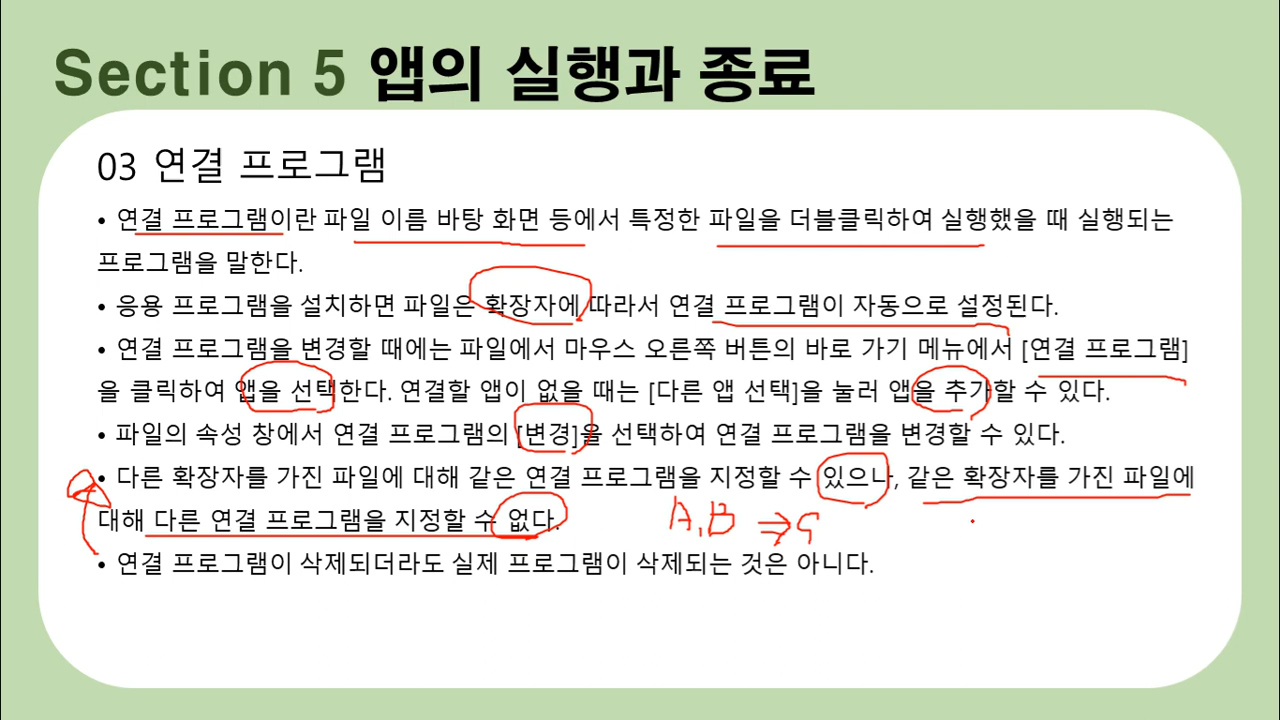 Section 5 앱의 실행과 종료
03 연결 프로그램
• 연결 프로그램이란 파일 이름 바탕 화면 등에서 특정한 파일을 더블클릭하여 실행했을 때 실행되는
프로그램을 말한다.
• 응용 프로그램을 설치하면 파일은 확장자에 따라서 연결 프로그램이 자동으로 설정된다.
• 연결 프로그램을 변경할 때에는 파일에서 마우스 오른쪽 버튼의 바로 가기 메뉴에서 [연결 프로그램]
을 클릭하여 앱을 선택한다. 연결할 앱이 없을 때는 [다른 앱 선택]을 눌러 앱을 추가할 수 있다.
• 파일의 속성 창에서 연결 프로그램의 [변경]을 선택하여 연결 프로그램을 변경할 수 있다.
• 다른 확장자를 가진 파일에 대해 같은 연결 프로그램을 지정할 수 있으나, 같은 확장자를 가진 파일에
대해 다른 연결 프로그램을 지정할 수 없다.
A, B ⇒
• 연결 프로그램이 삭제되더라도 실제 프로그램이 삭제되는 것은 아니다.